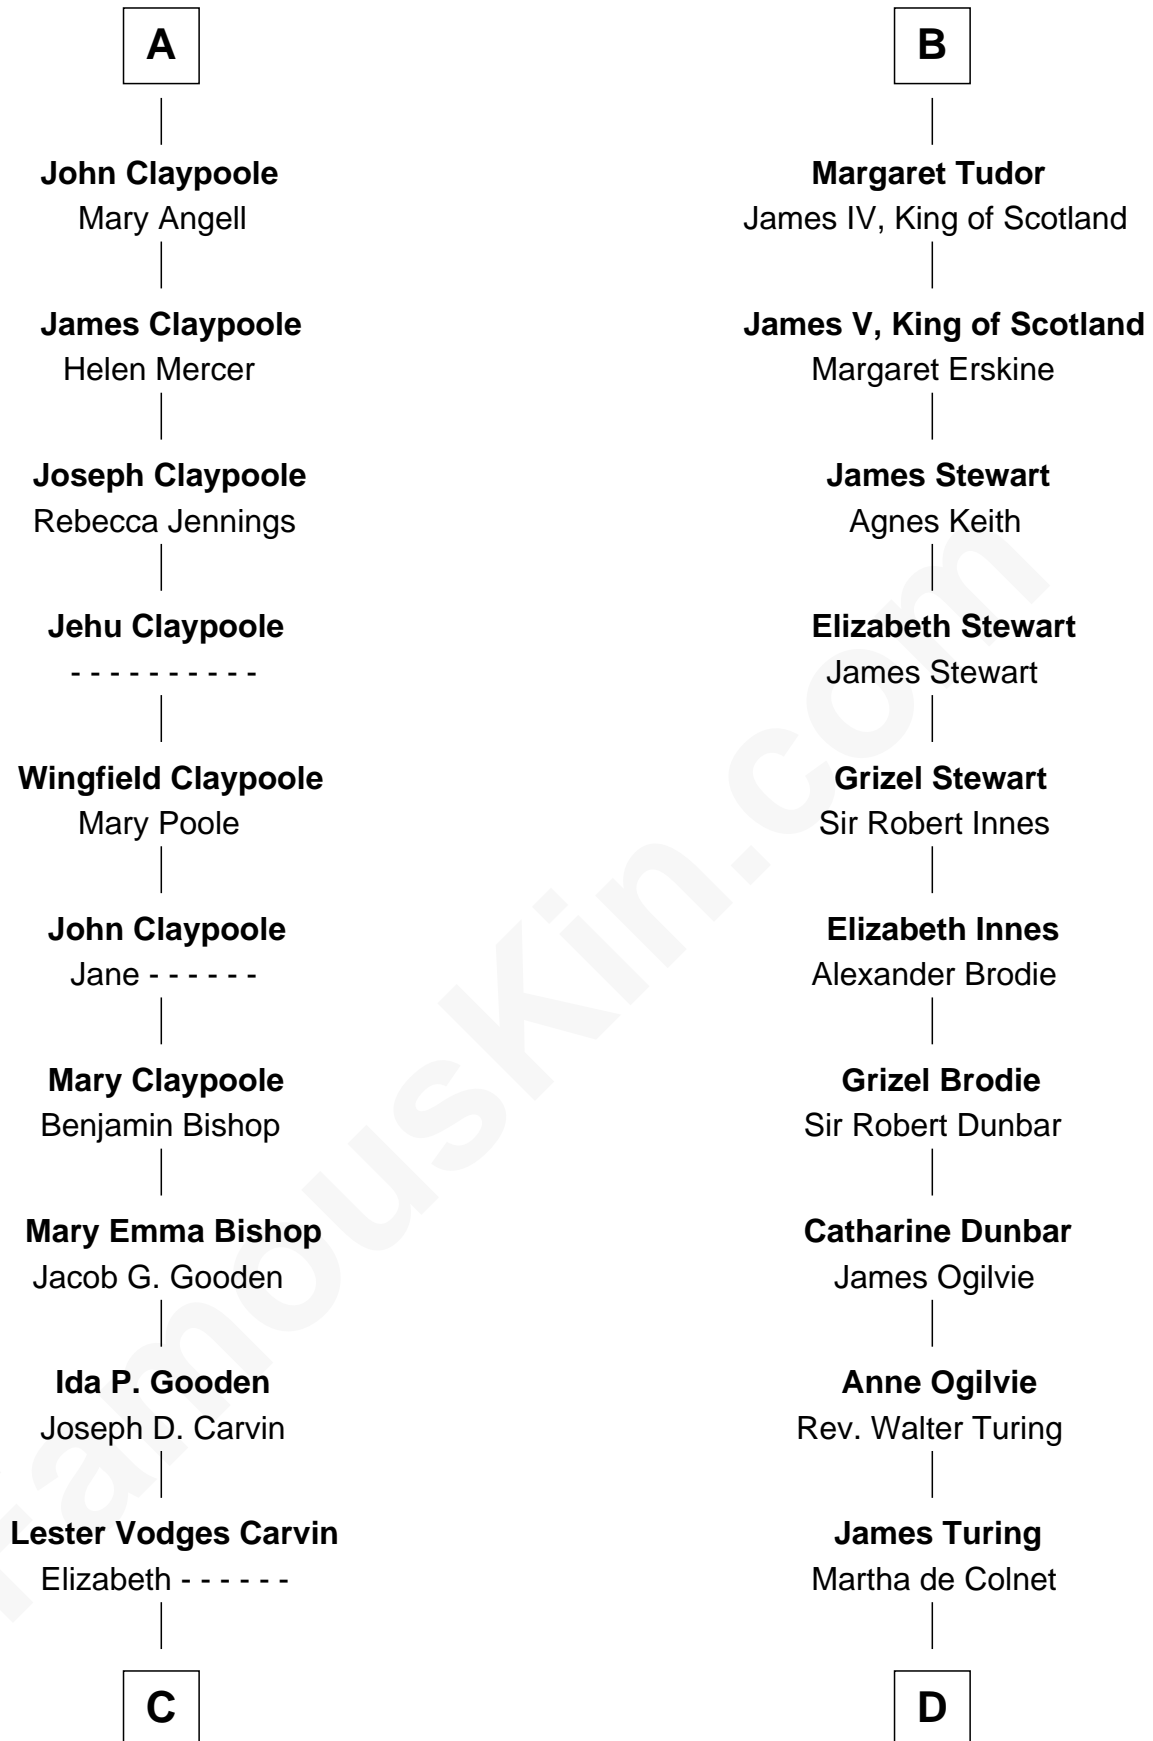 A
John Claypoole
Mary Angell
James Claypoole
Helen Mercer
Joseph Claypoole
Rebecca Jennings
Jehu Claypoole
- - - - - - - - - -
Wingfield Claypoole
Mary Poole
John Claypoole
Jane - - - - - -
Mary Claypoole
Benjamin Bishop
Mary Emma Bishop
Jacob G. Gooden
Ida P. Gooden
Joseph D. Carvin
Lester Vodges Carvin
Elizabeth - - - - - -
C
B
Margaret Tudor
James IV, King of Scotland
James V, King of Scotland
Margaret Erskine
James Stewart
Agnes Keith
Elizabeth Stewart
James Stewart
Grizel Stewart
Sir Robert Innes
Elizabeth Innes
Alexander Brodie
Grizel Brodie
Sir Robert Dunbar
Catharine Dunbar
James Ogilvie
Anne Ogilvie
Rev. Walter Turing
James Turing
Martha de Colnet
D
FamousKin.com